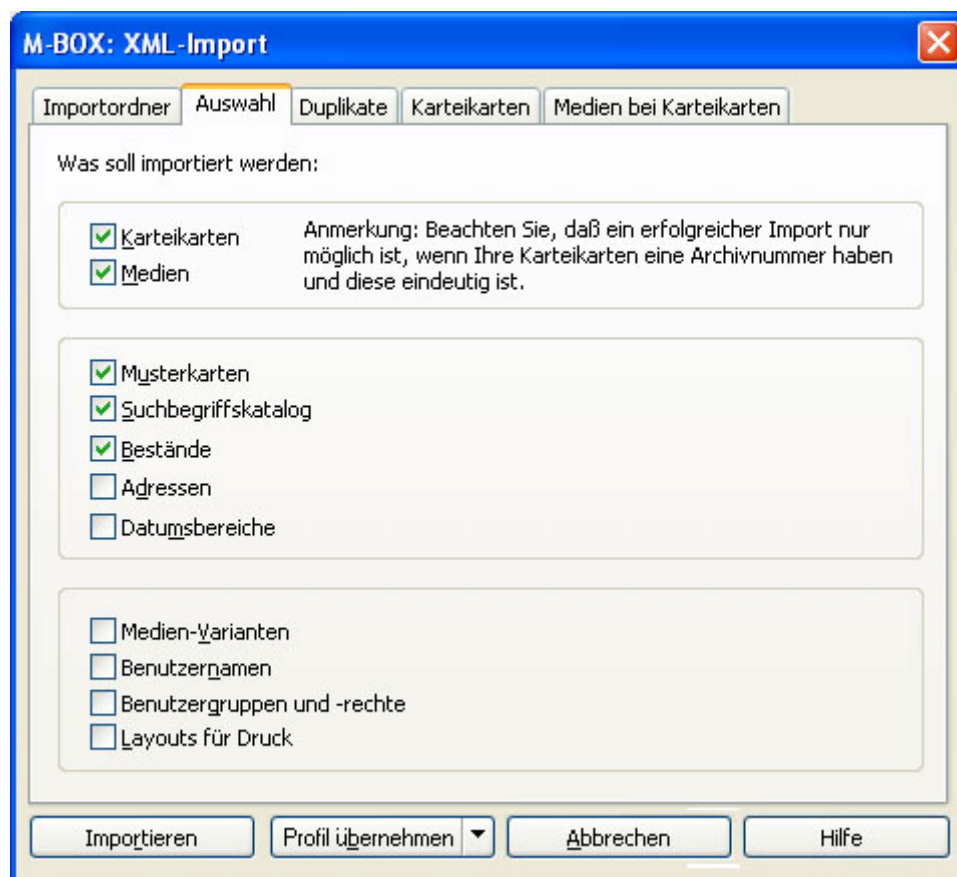 M-BOX: XML-Import
Importordner Auswahl Duplikate Karteikarten Medien bei Karteikarten
Was soll importiert werden:
Karteikarten
Medien
Anmerkung: Beachten Sie, daß ein erfolgreicher Import nur
möglich ist, wenn Ihre Karteikarten eine Archivnummer haben
und diese eindeutig ist.
Musterkarten
Suchbegriffskatalog
Bestände
Adressen
Datumsbereiche
Medien-Varianten
Benutzernamen
Benutzergruppen und -rechte
Layouts für Druck
Importieren Profil übernehmen Abbrechen Hilfe